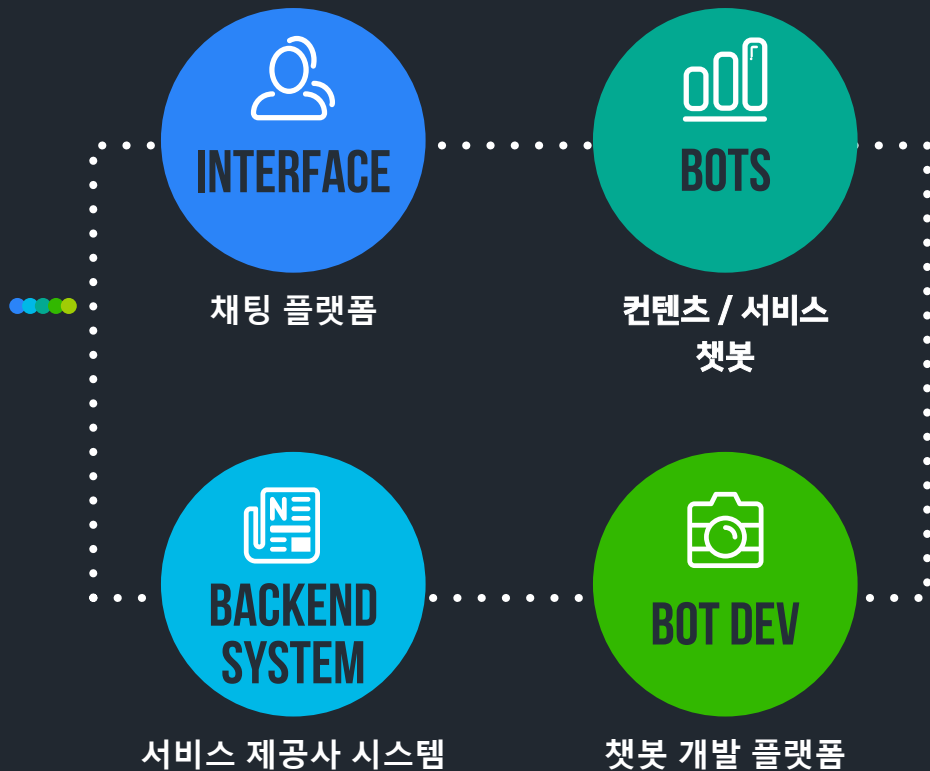 INTERFACE
채팅 플랫폼
BOTS
컨텐츠 / 서비스
챗봇
BACKEND
SYSTEM
서비스 제공사 시스템
BOT DEV
챗봇 개발 플랫폼